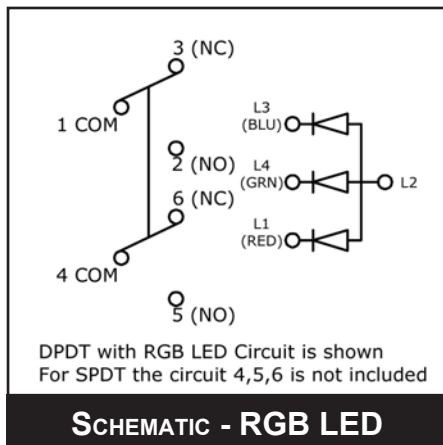 3 (NC)
1 COM
2 (NO)
6 (NC)
4 COM
5 (NO)
L3
(BLU)
L4
(GRN)
L2
L1
(RED)
DPDT with RGB LED Circuit is shown
For SPDT the circuit 4,5,6 is not included
SCHEMATIC - RGB LED